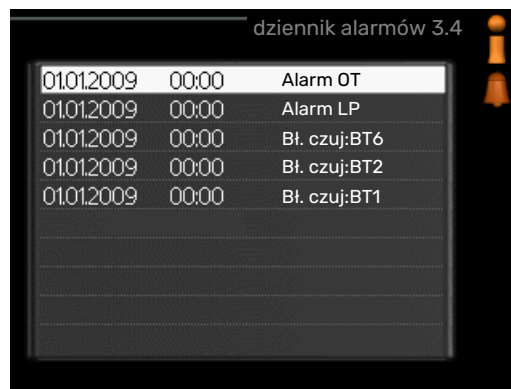 dziennik alarmów 3.4
01.01.2009 00:00 Alarm OT
01.01.2009 00:00 Alarm LP
01.01.2009 00:00 Bł. czuj:BT6
01.01.2009 00:00 Bł. czuj:BT2
01.01.2009 00:00 Bł. czuj:BT1